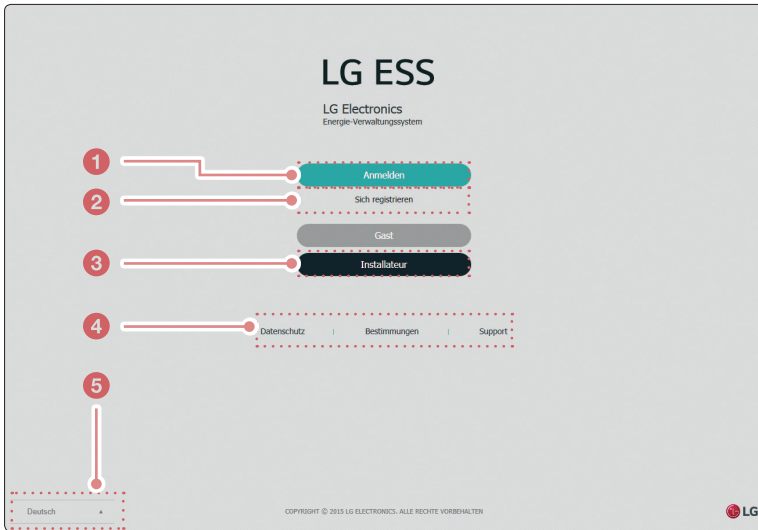 LG ESS
LG Electronics
Energie-Verwaltungssystem
1
Anmelden
2
Sich registrieren
Gast
3
Installateur
4
Datenschutz | Bestimmungen | Support
5
Deutsch ▲
COPYRIGHT © 2015 LG ELECTRONICS. ALLE RECHTE VORBEHALTEN
LG